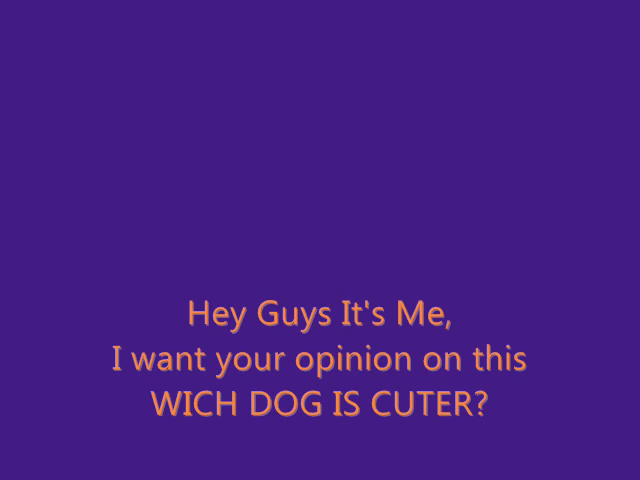 Hey Guys It's Me,
I want your opinion on this
WICH DOG IS CUTER?